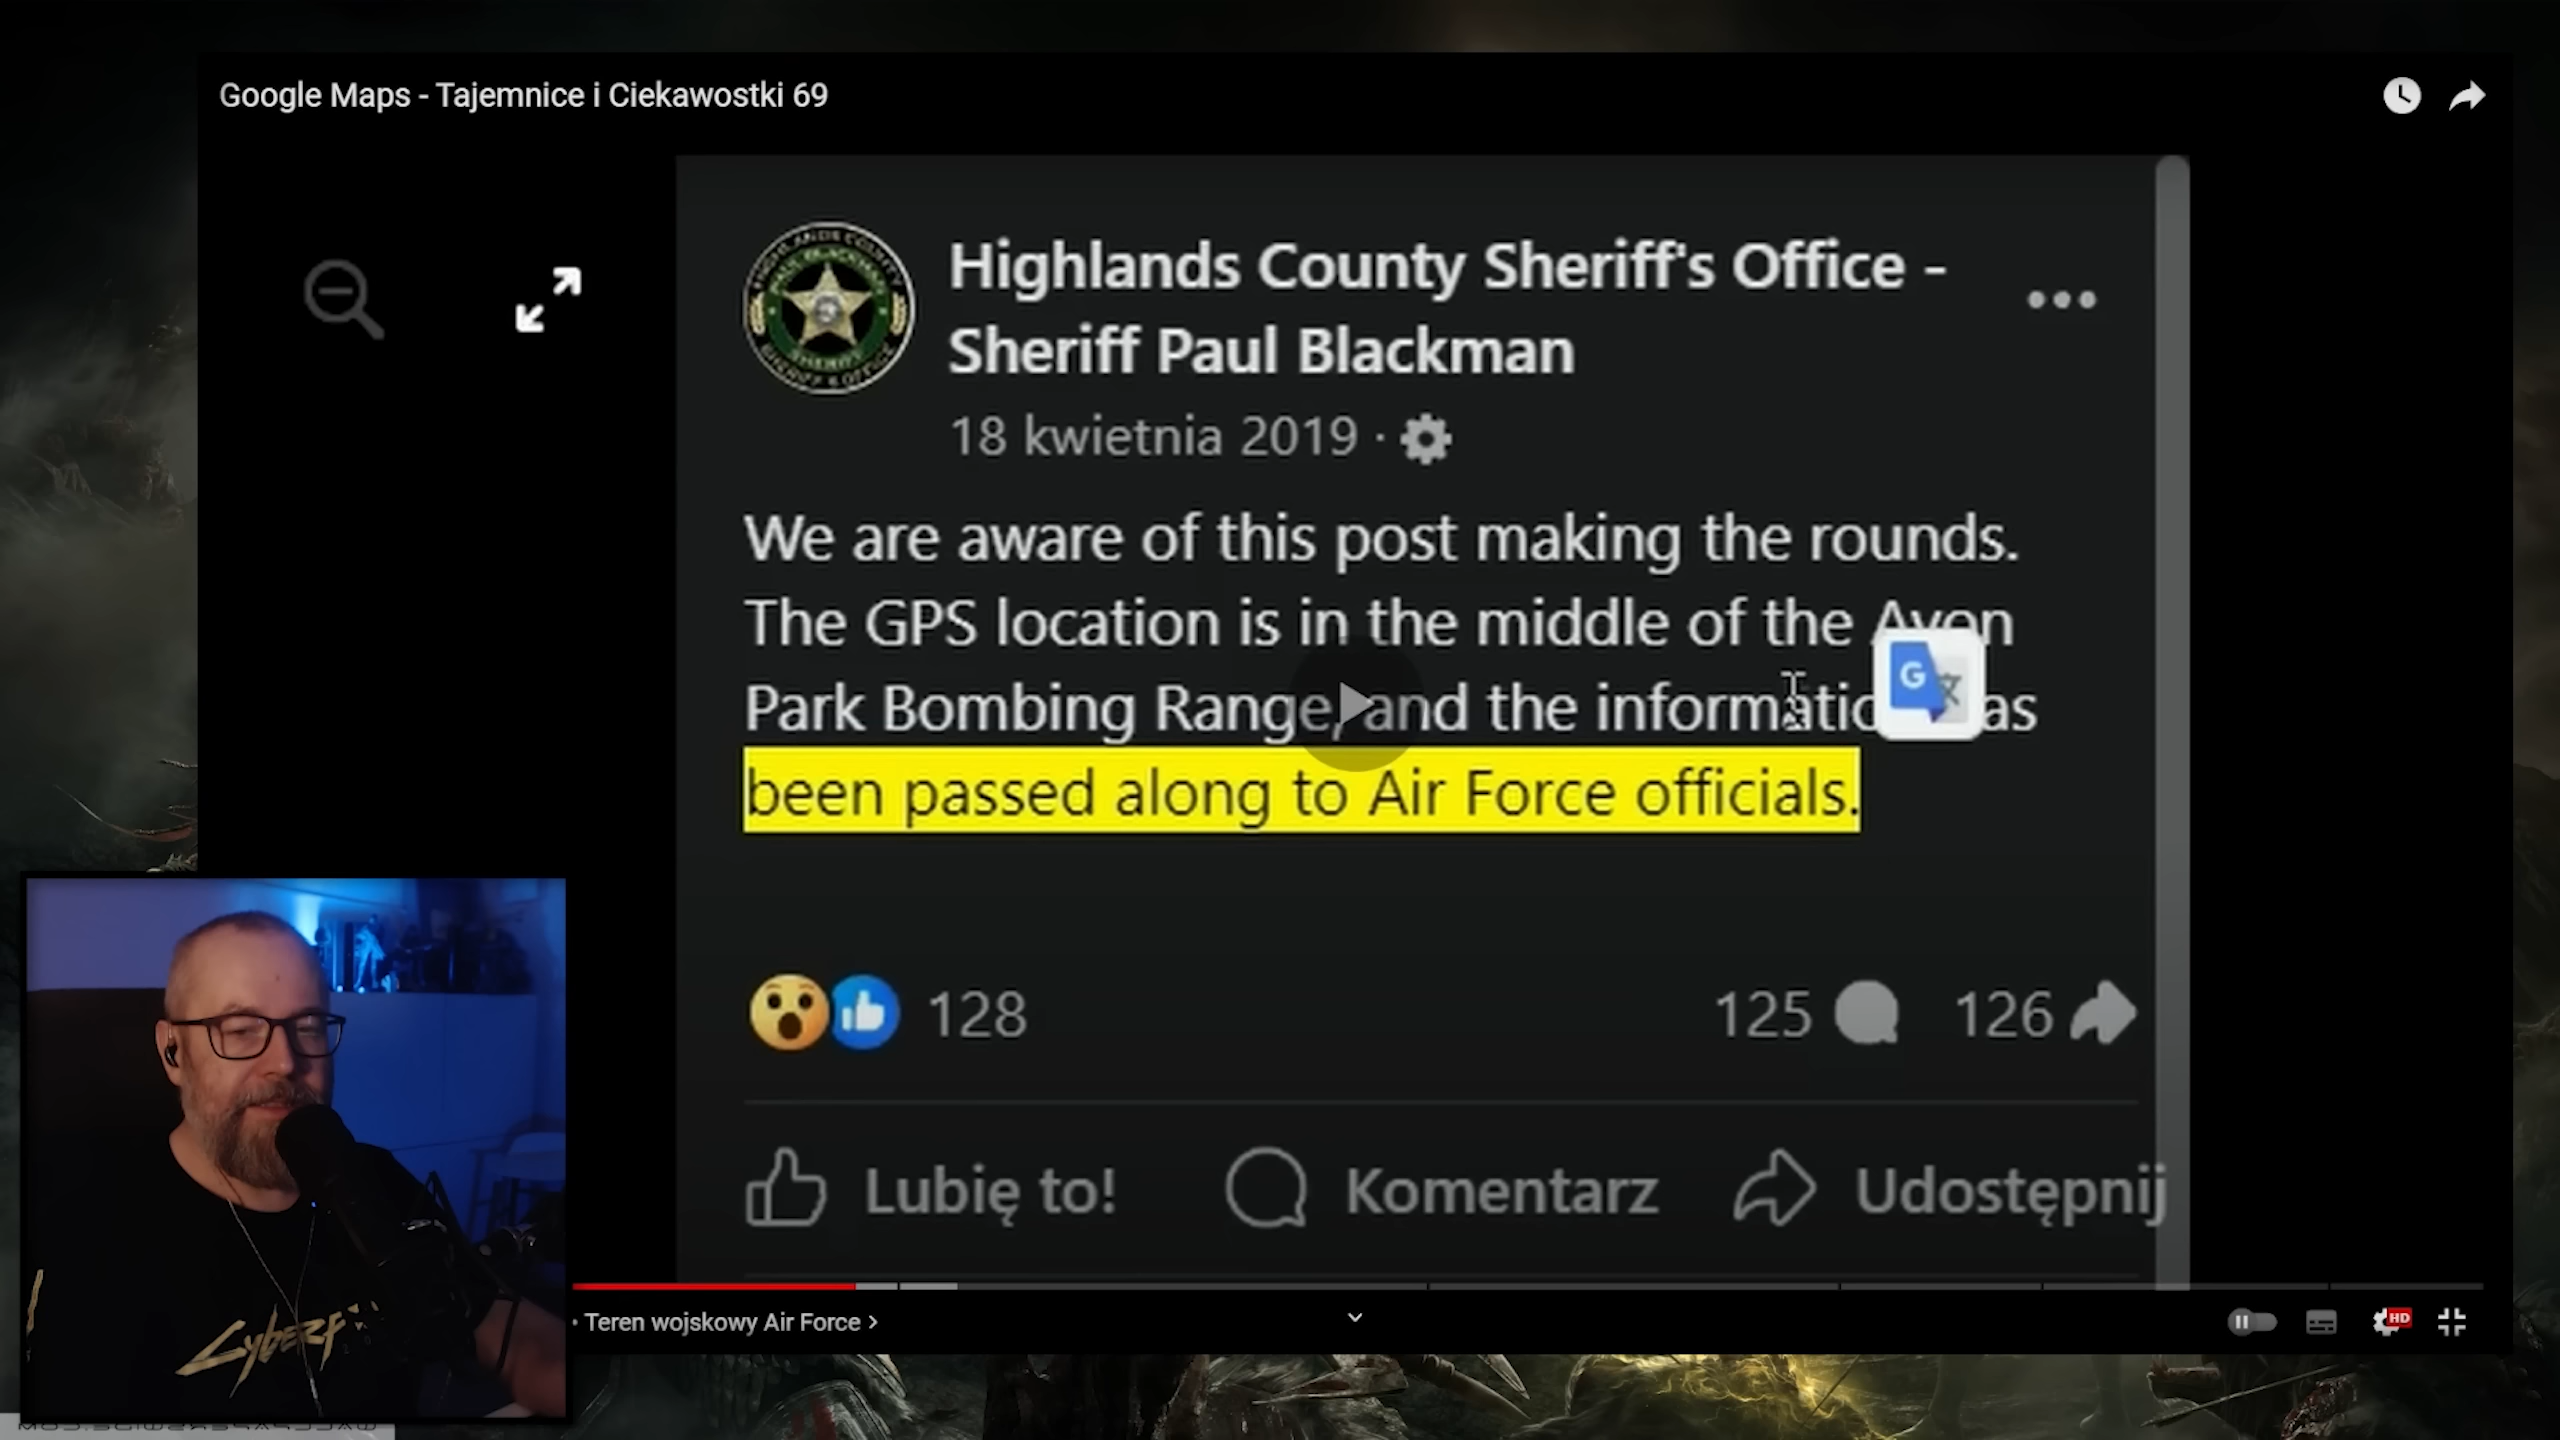 Google Maps - Tajemnice i Ciekawostki 69
Highlands County Sheriff's Office -
Sheriff Paul Blackman
18 kwietnia 2019 ·
We are aware of this post making the rounds.
The GPS location is in the middle of the Avon
Park Bombing Range, and the
been passed along to Air Force officials.
128
125
126
Lubię to!
Komentarz
Udostępnij
• Teren wojskowy Air Force >
HD